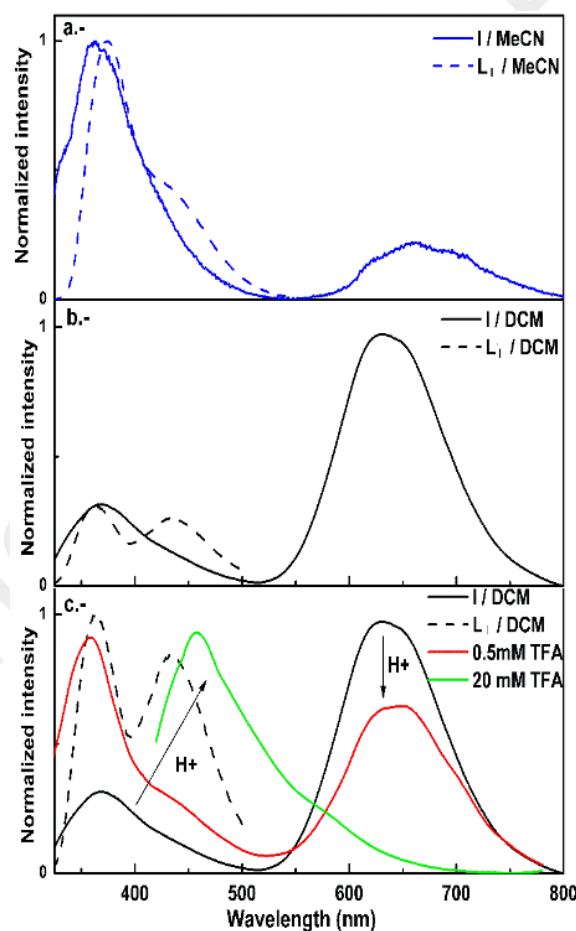 a.-
I / MeCN
L₁ / MeCN
Normalized intensity
1
0
b.-
I / DCM
L₁ / DCM
Normalized intensity
1
0
c.-
I / DCM
L₁ / DCM
0.5mM TFA
20 mM TFA
H+
H+
Normalized intensity
1
0
400 500 600 700 800
Wavelength (nm)